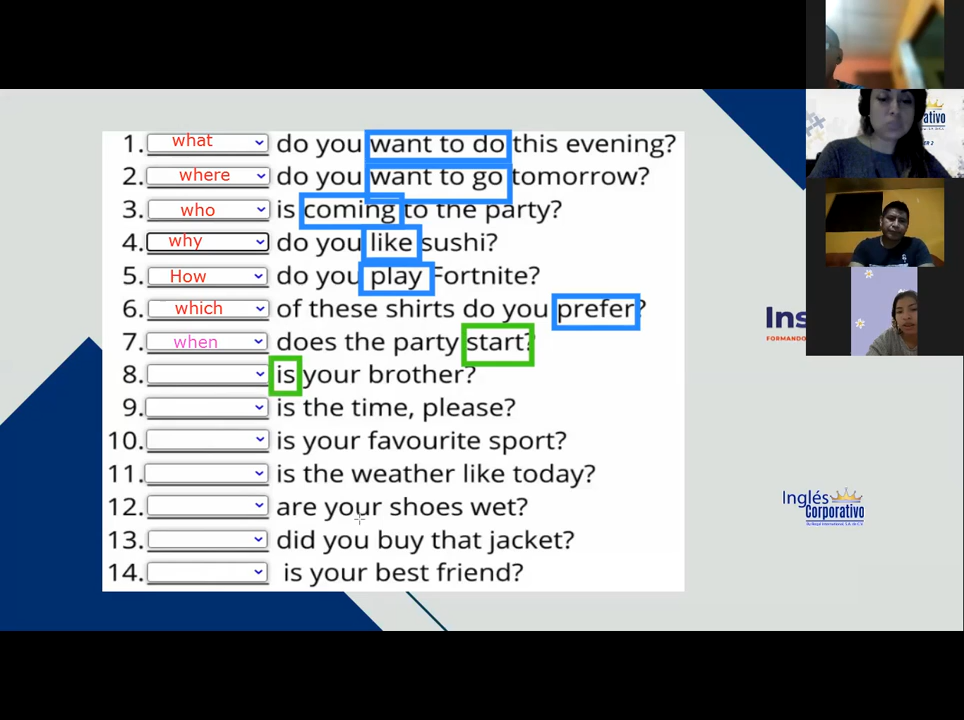 1. what do you want to do this evening?
2. where do you want to go tomorrow?
3. who is coming to the party?
4. why do you like sushi?
5. How do you play Fortnite?
6. which of these shirts do you prefer?
7. when does the party start?
8. is your brother?
9. is the time, please?
10. is your favourite sport?
11. is the weather like today?
12. are your shoes wet?
13. did you buy that jacket?
14. is your best friend?
Ins
FORMANDO
Inglés
Corporativo